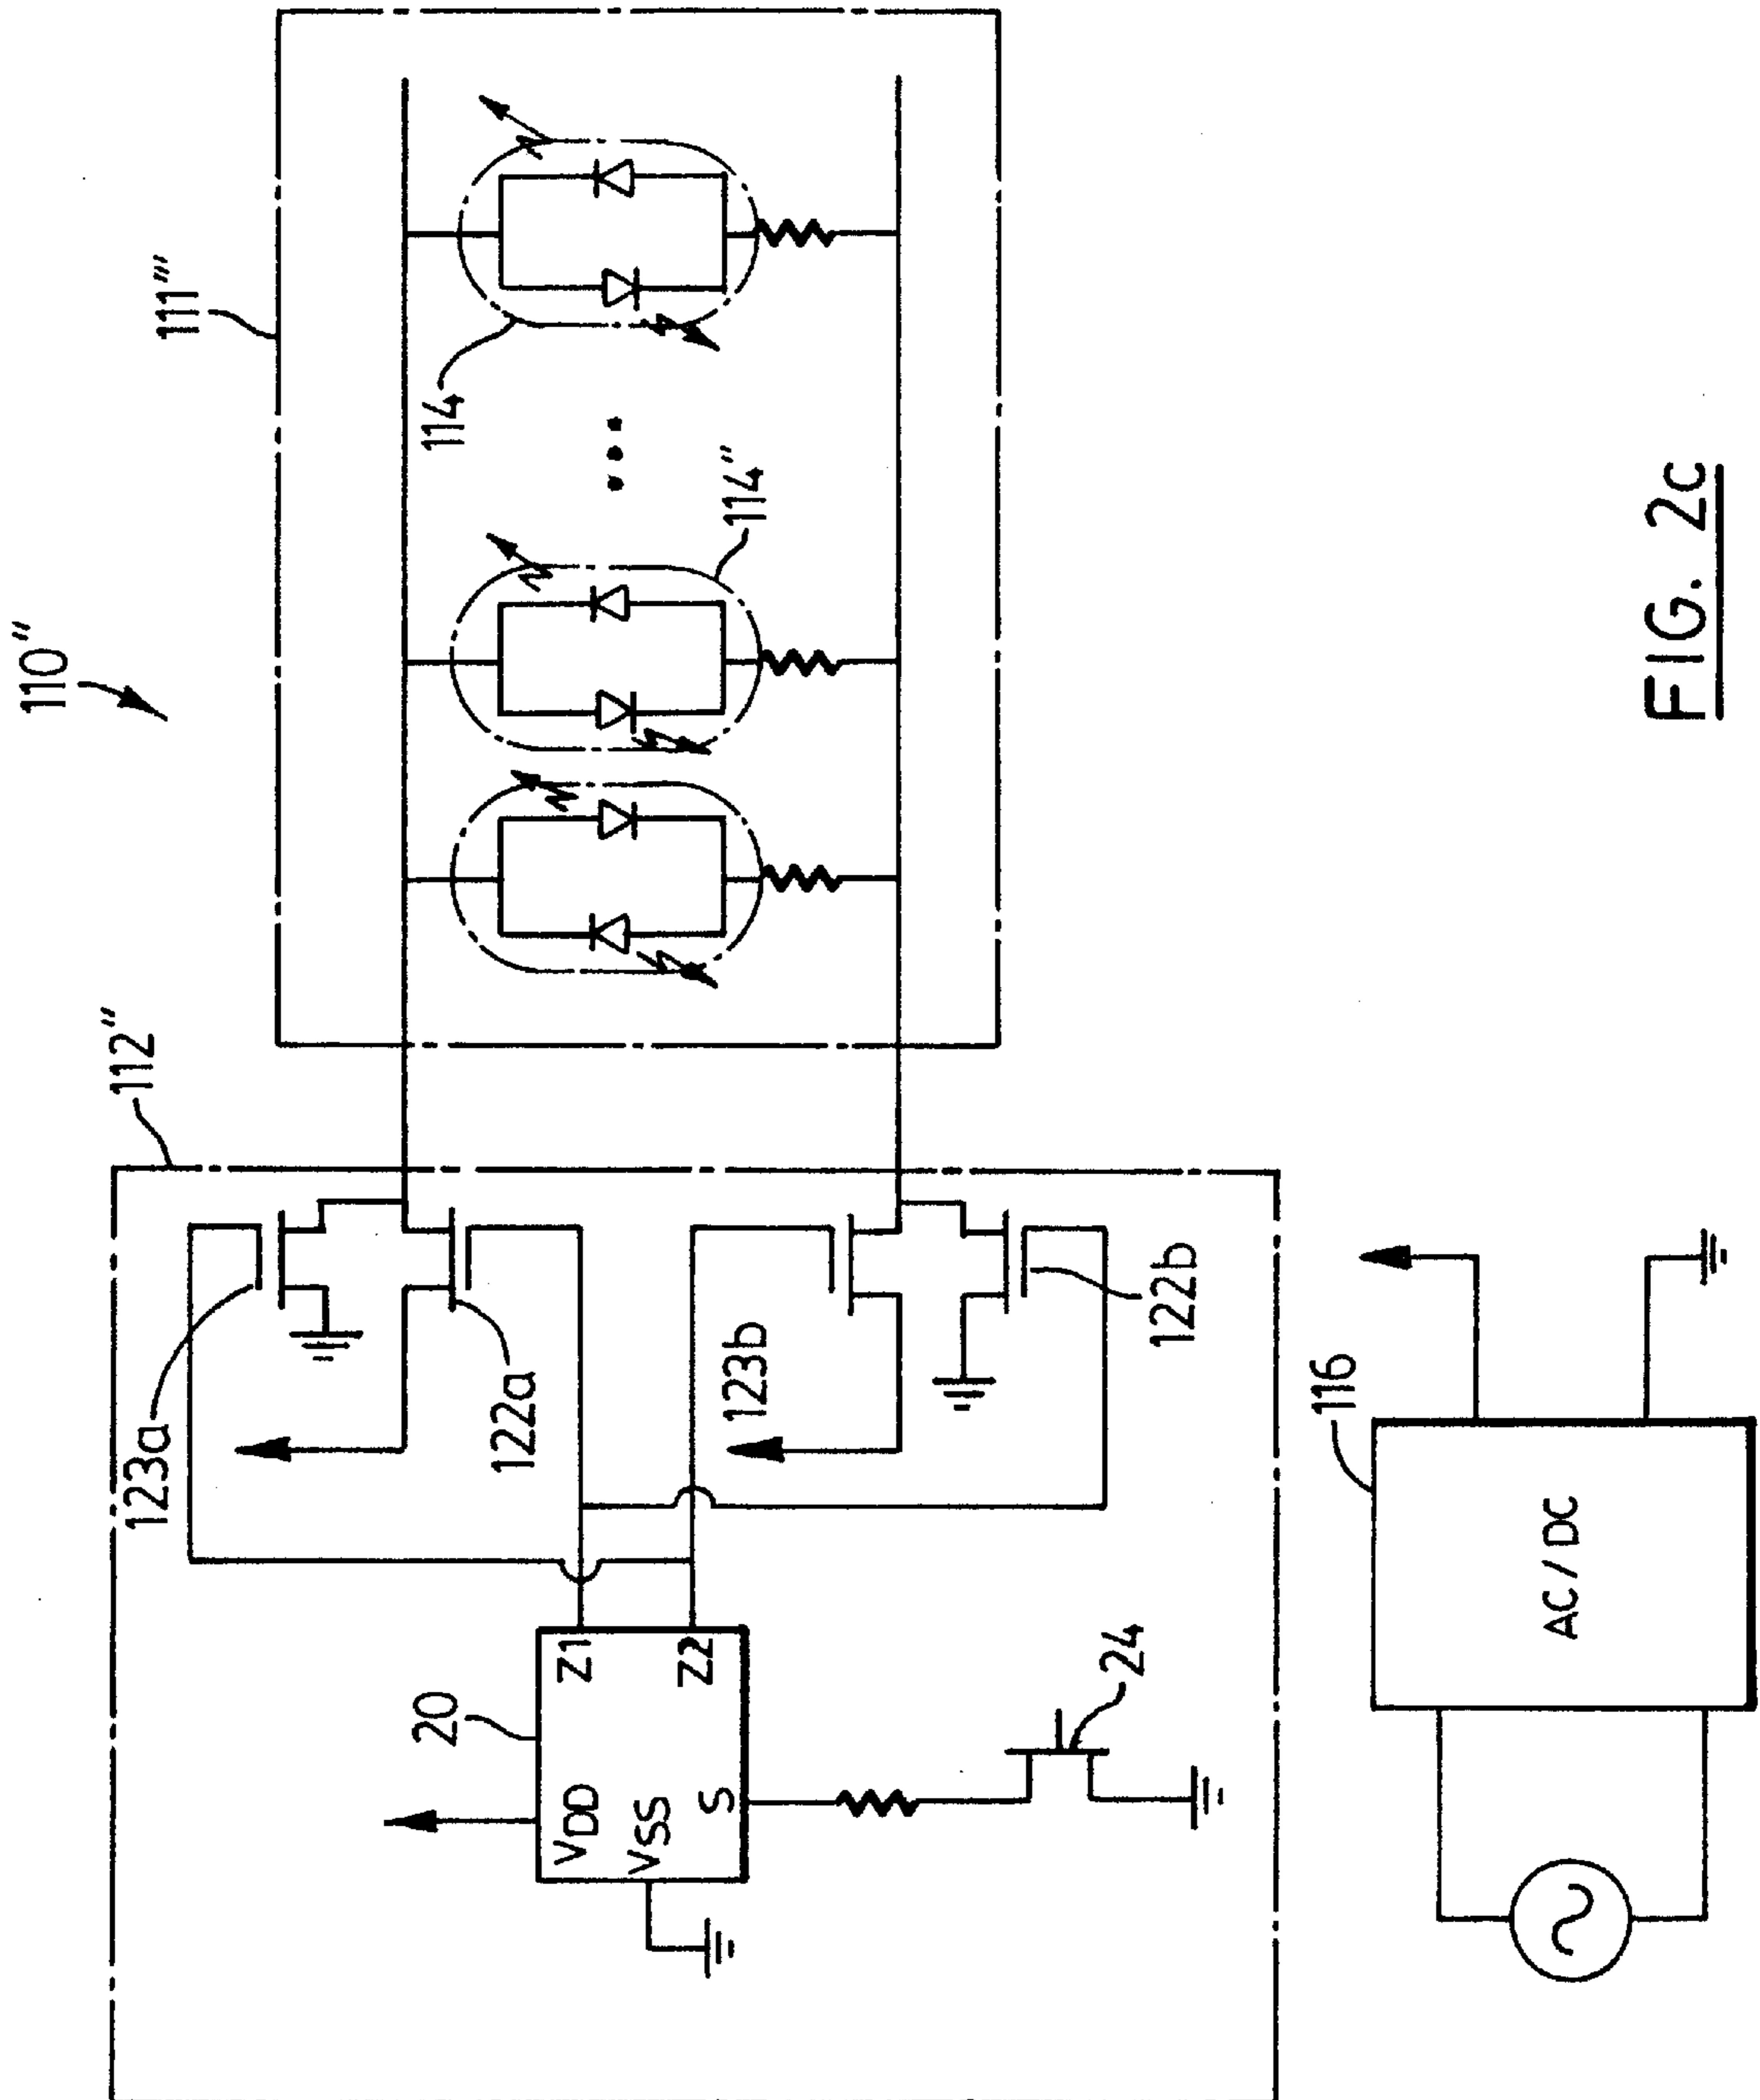 110"
111'''
112"
114
114"
123a
122a
123b
122b
20
VDD
VSS
S
Z1
Z2
24
116
AC/DC
FIG. 2c